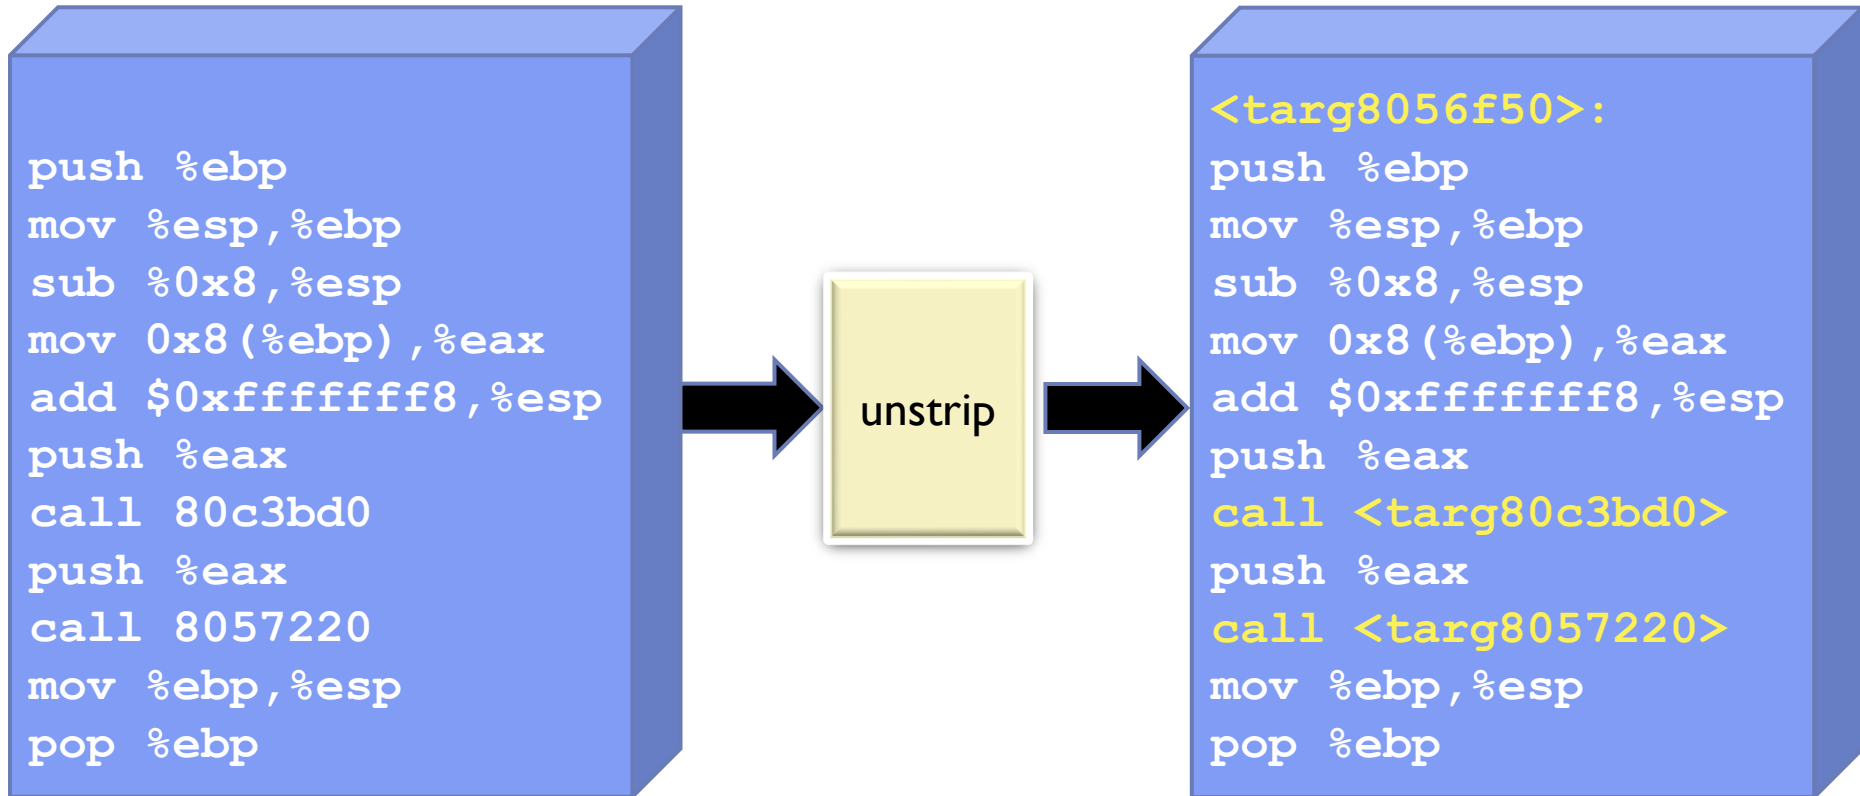 push %ebp
mov %esp,%ebp
sub %0x8,%esp
mov 0x8(%ebp),%eax
add $0xfffffff8,%esp
push %eax
call 80c3bd0
push %eax
call 8057220
mov %ebp,%esp
pop %ebp
unstrip
<targ8056f50>:
push %ebp
mov %esp,%ebp
sub %0x8,%esp
mov 0x8(%ebp),%eax
add $0xfffffff8,%esp
push %eax
call <targ80c3bd0>
push %eax
call <targ8057220>
mov %ebp,%esp
pop %ebp